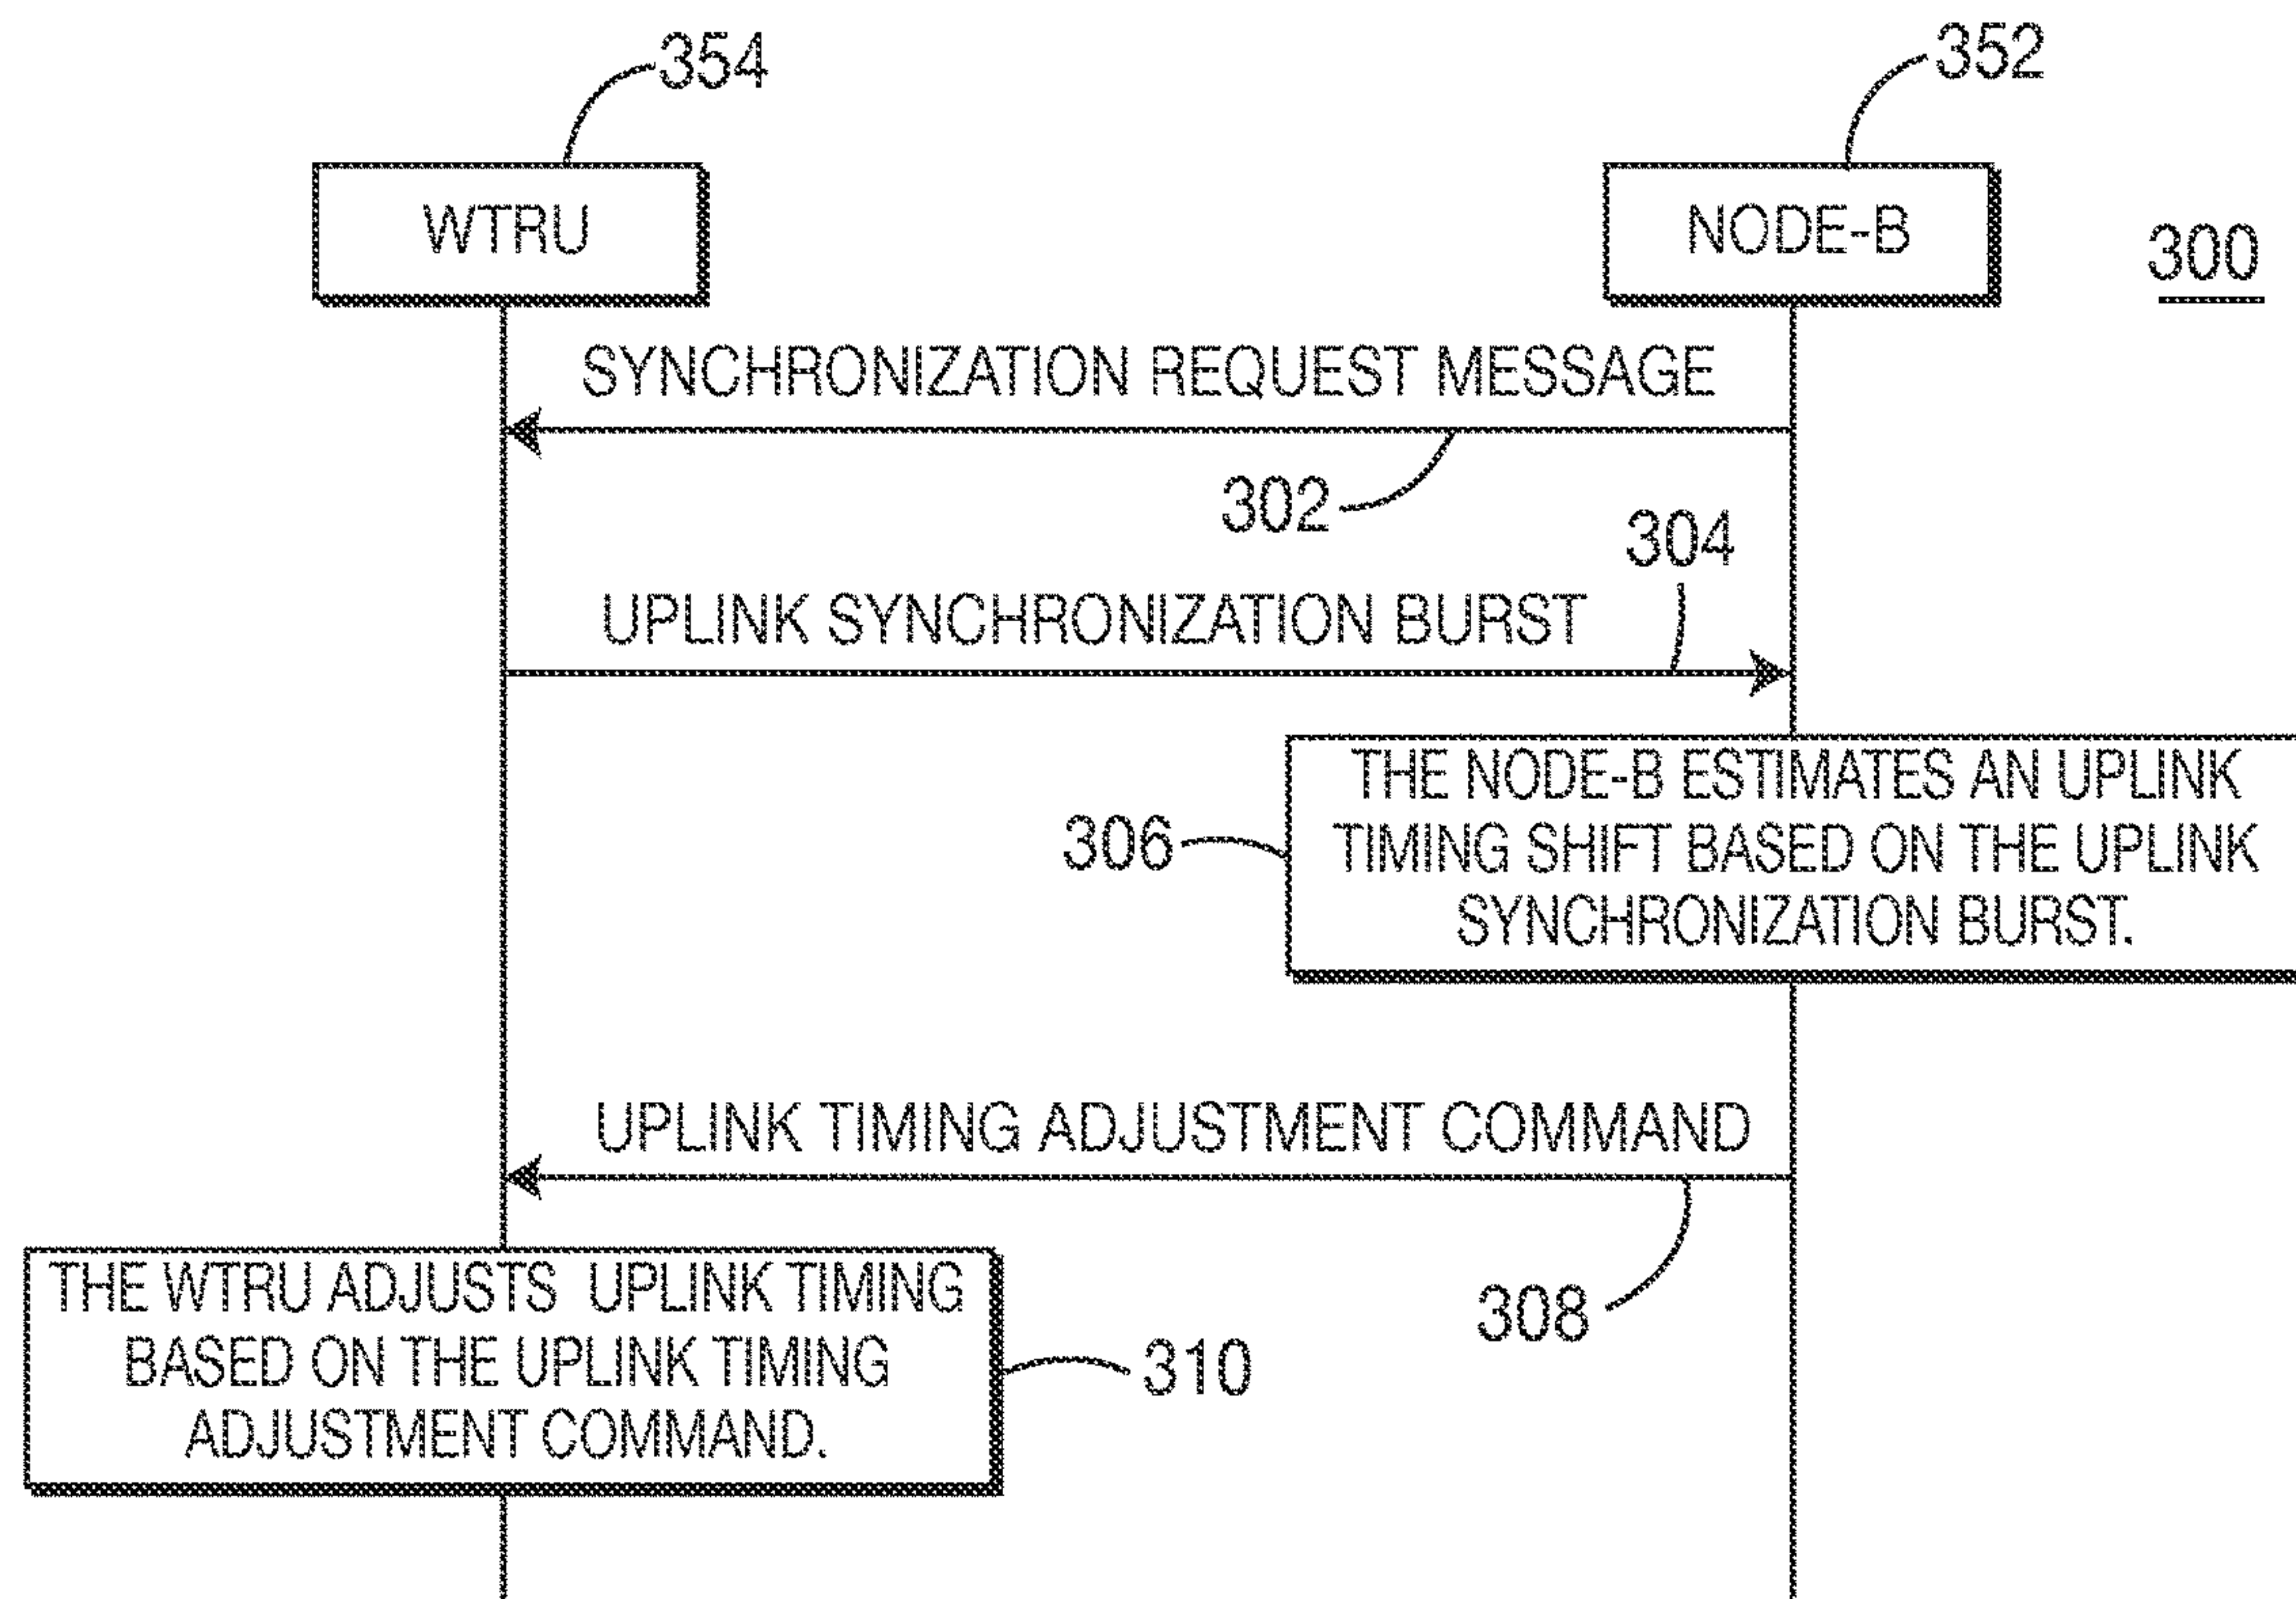 354
352
WTRU
NODE-B
300
SYNCHRONIZATION REQUEST MESSAGE
302
304
UPLINK SYNCHRONIZATION BURST
THE NODE-B ESTIMATES AN UPLINK
TIMING SHIFT BASED ON THE UPLINK
SYNCHRONIZATION BURST.
306
UPLINK TIMING ADJUSTMENT COMMAND
308
THE WTRU ADJUSTS UPLINK TIMING
BASED ON THE UPLINK TIMING
ADJUSTMENT COMMAND.
310